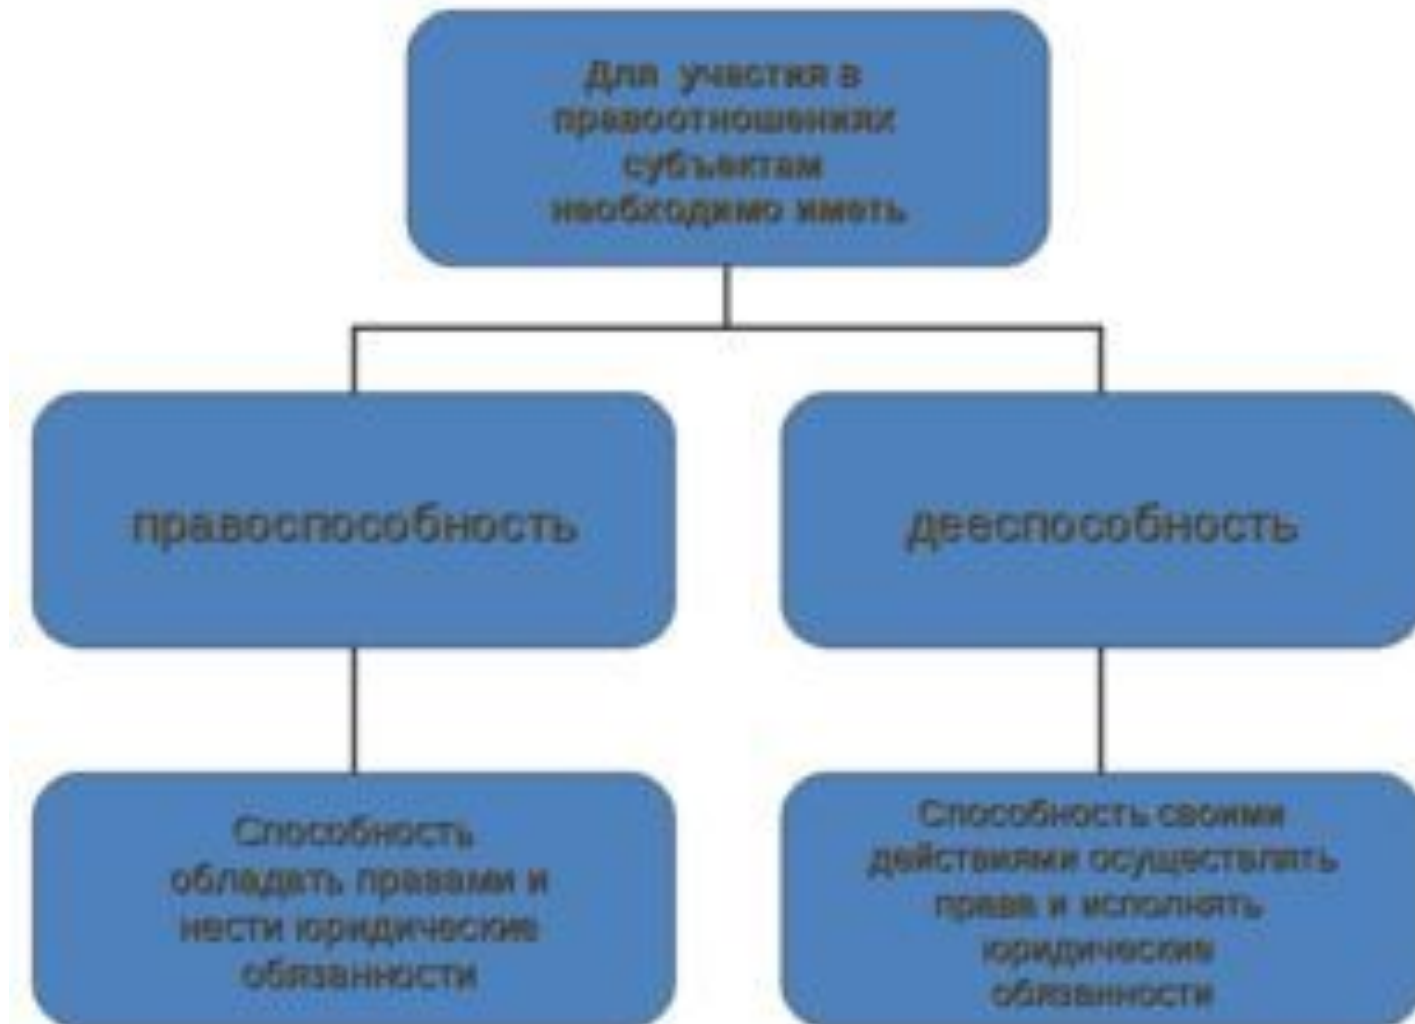 Для участия в
правоотношениях
субъектам
необходимо иметь
правоспособность
дееспособность
Способность
обладать правами и
нести юридические
обязанности
Способность своими
действиями осуществлять
права и исполнять
юридические
обязанности